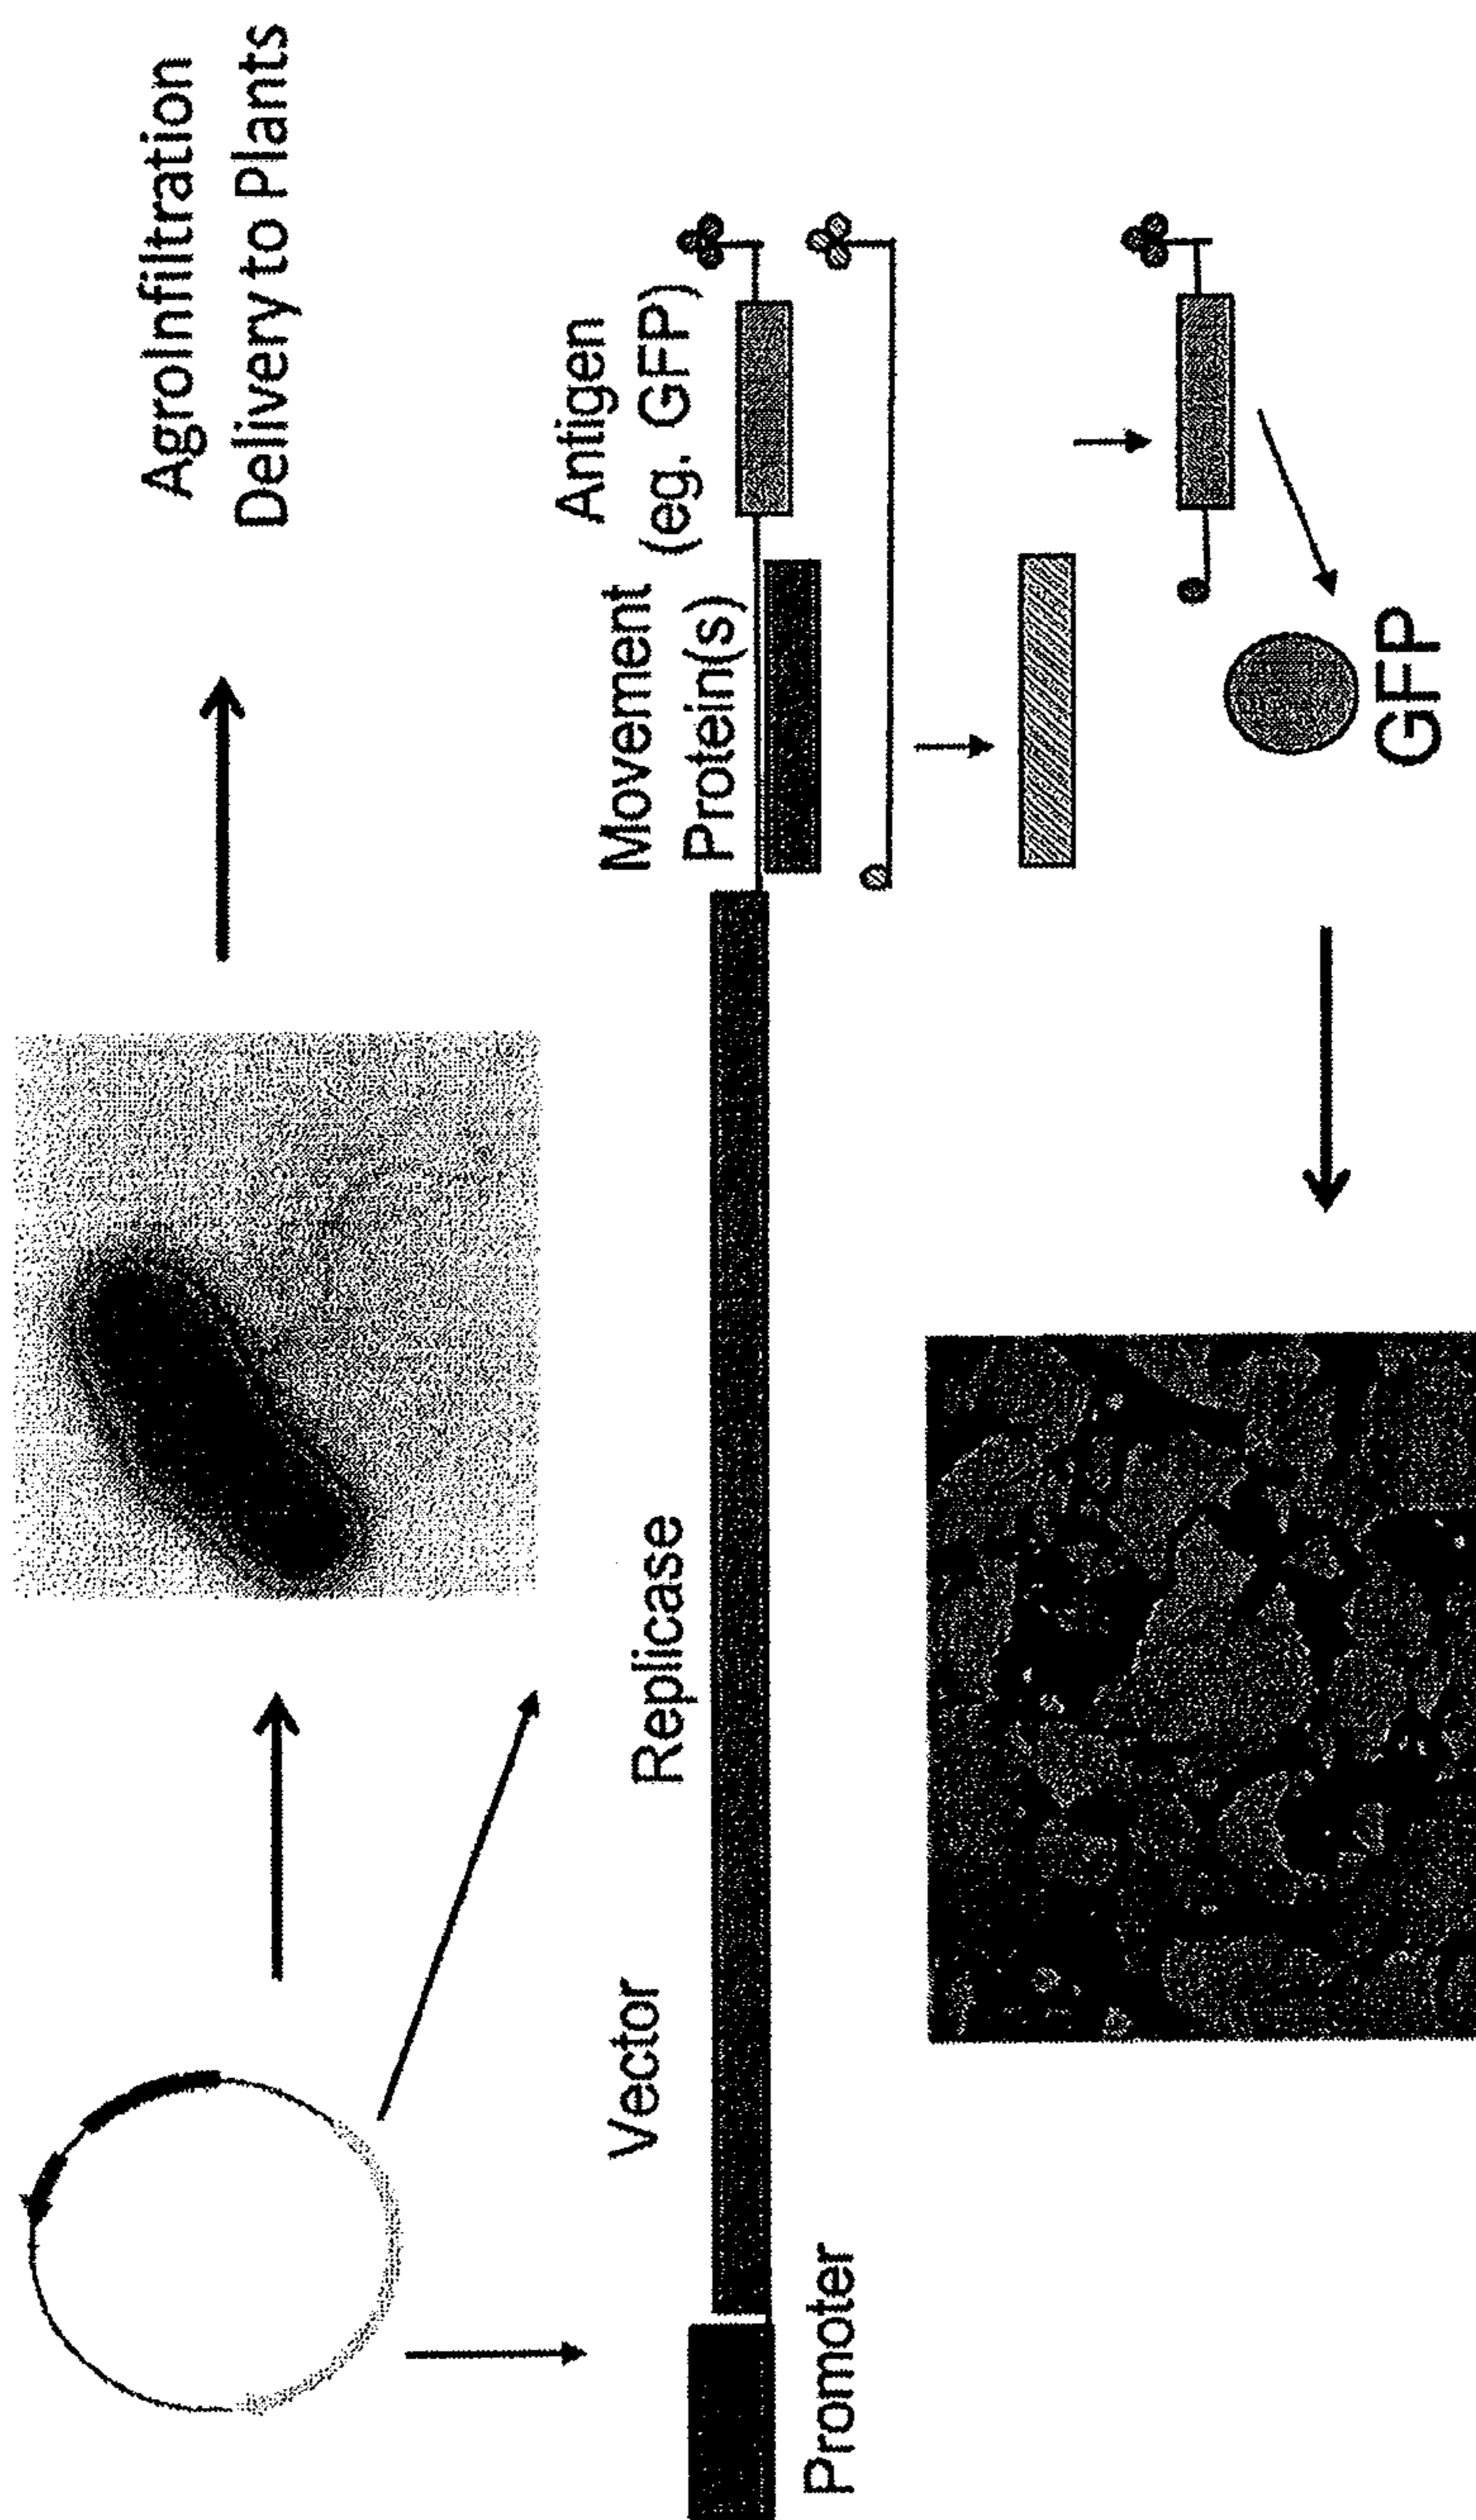 AgroInfiltration
Delivery to Plants
Vector
Replicase
Movement
Protein(s)
Antigen
(eg. GFP)
Promoter
GFP